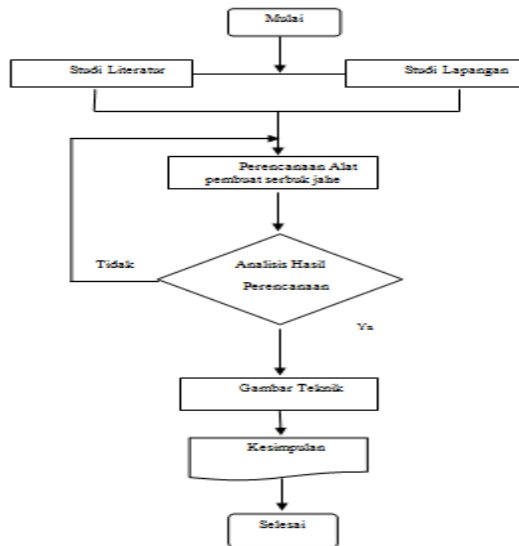 Mulai
Studi Literatur
Studi Lapangan
Perencanaan Alat
pembuat serbuk jahe
Tidak
Analisis Hasil
Perencanaan
Ya
Gambar Teknik
Kesimpulan
Selesai